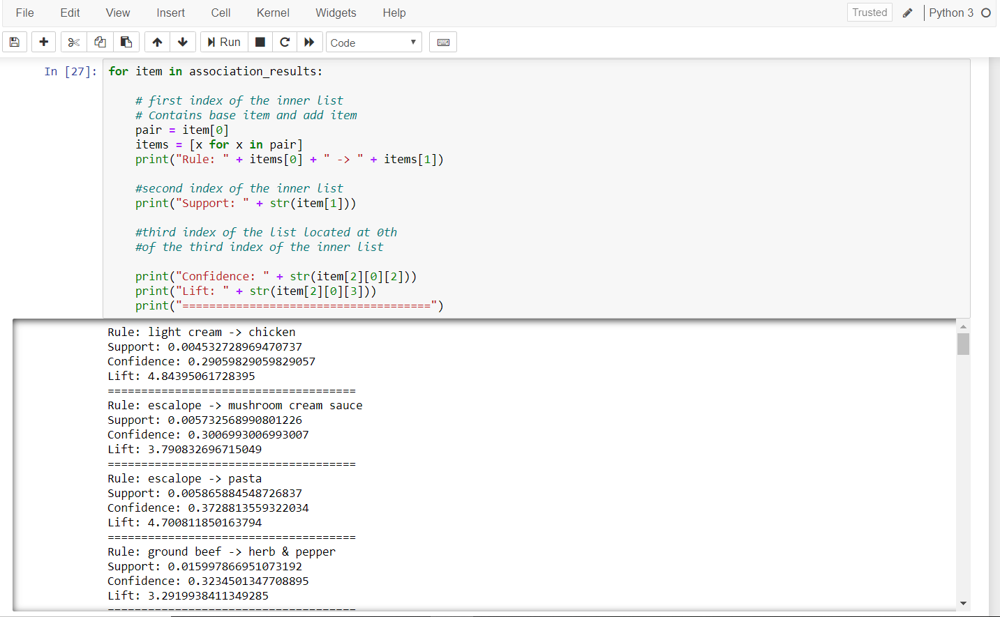 File Edit View Insert Cell Kernel Widgets Help Trusted Python 3
Run Code
In [27]: for item in association_results:
# first index of the inner list
# Contains base item and add item
pair = item[0]
items = [x for x in pair]
print("Rule: " + items[0] + " -> " + items[1])
#second index of the inner list
print("Support: " + str(item[1]))
#third index of the list located at 0th
#of the third index of the inner list
print("Confidence: " + str(item[2][0][2]))
print("Lift: " + str(item[2][0][3]))
print("=====================================")
Rule: light cream -> chicken
Support: 0.004532728969470737
Confidence: 0.29059829059829057
Lift: 4.84395061728395
=====================================
Rule: escalope -> mushroom cream sauce
Support: 0.005732568990801226
Confidence: 0.3006993006993007
Lift: 3.790832696715049
=====================================
Rule: escalope -> pasta
Support: 0.005865884548726837
Confidence: 0.3728813559322034
Lift: 4.700811850163794
=====================================
Rule: ground beef -> herb & pepper
Support: 0.015997866951073192
Confidence: 0.3234501347708895
Lift: 3.2919938411349285
=====================================